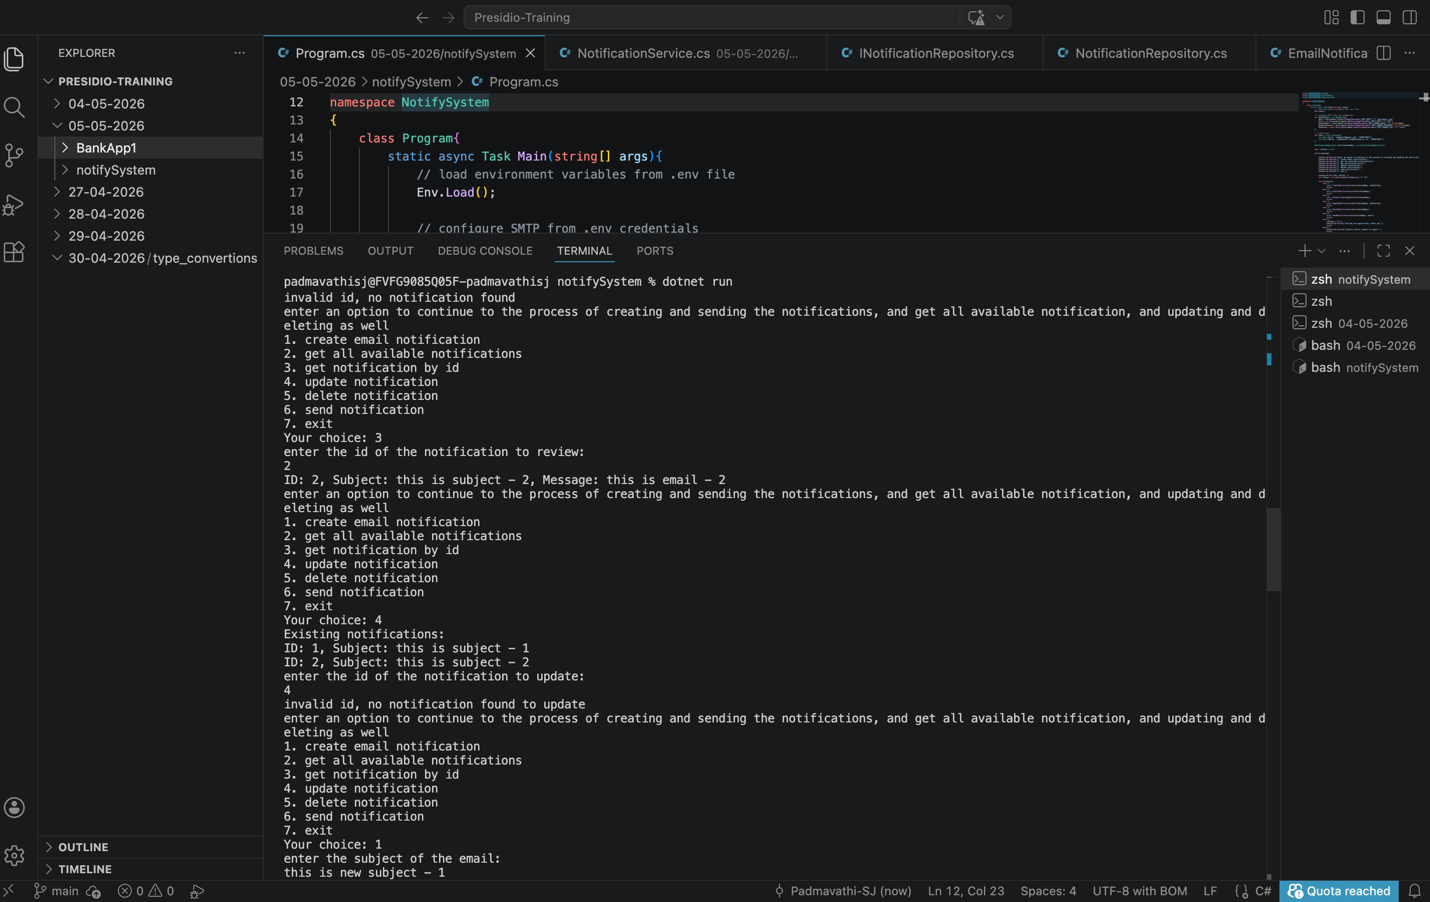 Presidio-Training
EXPLORER
PRESIDIO-TRAINING
04-05-2026
05-05-2026
BankApp1
notifySystem
27-04-2026
28-04-2026
29-04-2026
30-04-2026/type_convertions
OUTLINE
TIMELINE
Program.cs 05-05-2026/notifySystem
NotificationService.cs 05-05-2026/...
INotificationRepository.cs
NotificationRepository.cs
EmailNotifica
05-05-2026 > notifySystem > Program.cs
12 namespace NotifySystem
13 {
14 class Program{
15 static async Task Main(string[] args){
16 // load environment variables from .env file
17 Env.Load();
18
19 // configure SMTP from .env credentials
PROBLEMS OUTPUT DEBUG CONSOLE TERMINAL PORTS
padmavathisj@FVFG9085Q05F-padmavathisj notifySystem % dotnet run
invalid id, no notification found
enter an option to continue to the process of creating and sending the notifications, and get all available notification, and updating and d
eleting as well
1. create email notification
2. get all available notifications
3. get notification by id
4. update notification
5. delete notification
6. send notification
7. exit
Your choice: 3
enter the id of the notification to review:
2
ID: 2, Subject: this is subject - 2, Message: this is email - 2
enter an option to continue to the process of creating and sending the notifications, and get all available notification, and updating and d
eleting as well
1. create email notification
2. get all available notifications
3. get notification by id
4. update notification
5. delete notification
6. send notification
7. exit
Your choice: 4
Existing notifications:
ID: 1, Subject: this is subject - 1
ID: 2, Subject: this is subject - 2
enter the id of the notification to update:
4
invalid id, no notification found to update
enter an option to continue to the process of creating and sending the notifications, and get all available notification, and updating and d
eleting as well
1. create email notification
2. get all available notifications
3. get notification by id
4. update notification
5. delete notification
6. send notification
7. exit
Your choice: 1
enter the subject of the email:
this is new subject - 1
zsh notifySystem
zsh
zsh 04-05-2026
bash 04-05-2026
bash notifySystem
main
0 0
Padmavathi-SJ (now)
Ln 12, Col 23
Spaces: 4
UTF-8 with BOM
LF
C#
Quota reached